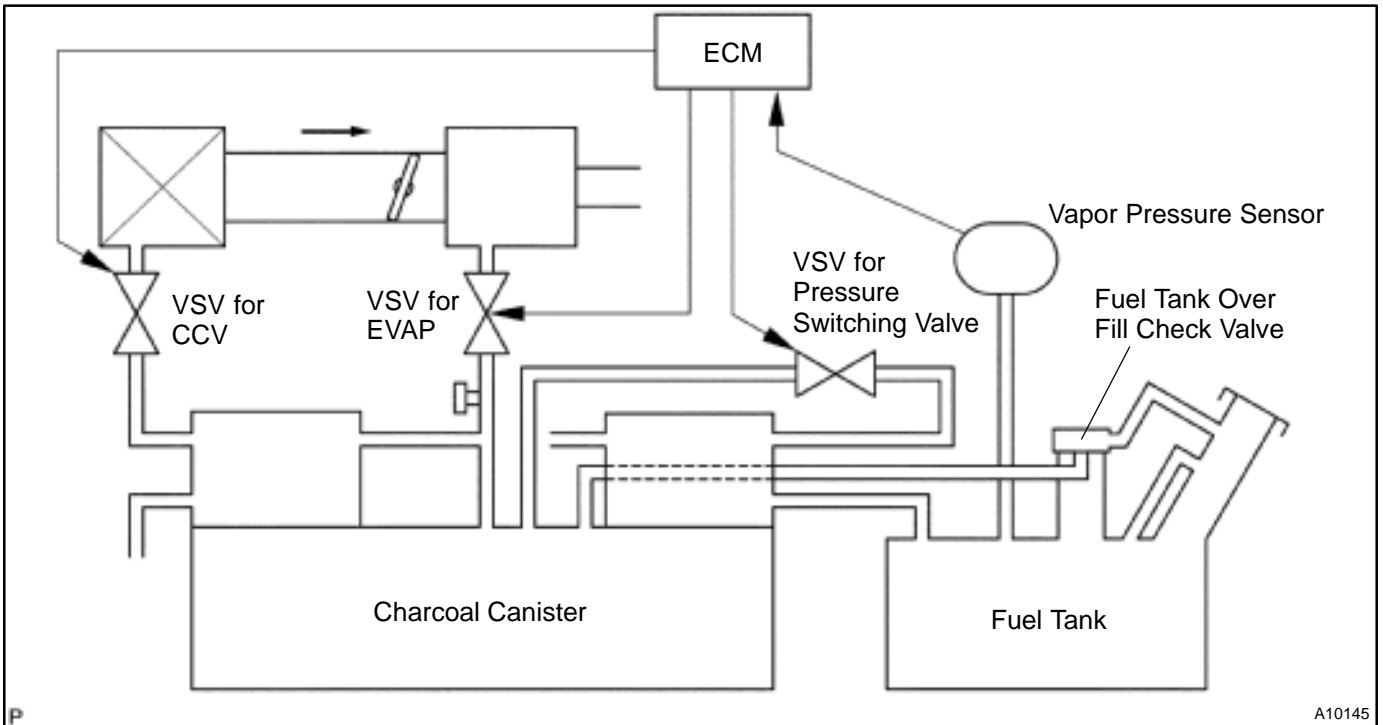 ECM
Vapor Pressure Sensor
VSV for
CCV
VSV for
EVAP
VSV for
Pressure
Switching Valve
Fuel Tank Over
Fill Check Valve
Charcoal Canister
Fuel Tank
P
A10145